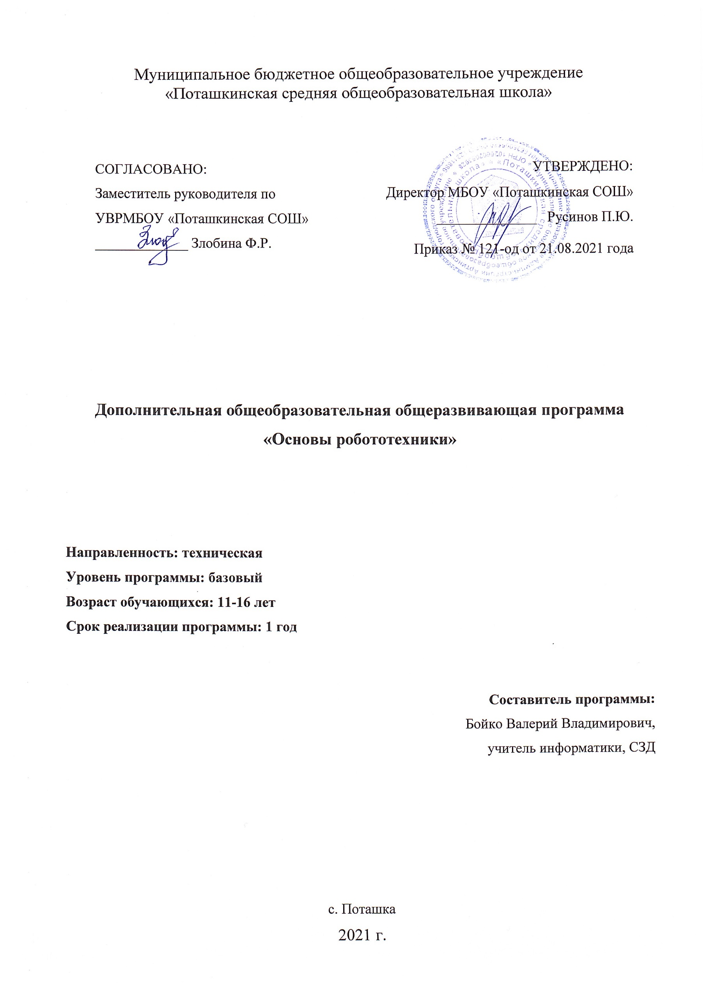 Муниципальное бюджетное общеобразовательное учреждение
«Поташкинская средняя общеобразовательная школа»
СОГЛАСОВАНО:
Заместитель руководителя по
УВРМБОУ «Поташкинская СОШ»
Злобина Ф.Р.
УТВЕРЖДЕНО:
Директор МБОУ «Поташкинская СОШ»
Русинов П.Ю.
Приказ № 121-од от 21.08.2021 года
Дополнительная общеобразовательная общеразвивающая программа
«Основы робототехники»
Направленность: техническая
Уровень программы: базовый
Возраст обучающихся: 11-16 лет
Срок реализации программы: 1 год
Составитель программы:
Бойко Валерий Владимирович,
учитель информатики, СЗД
с. Поташка
2021 г.